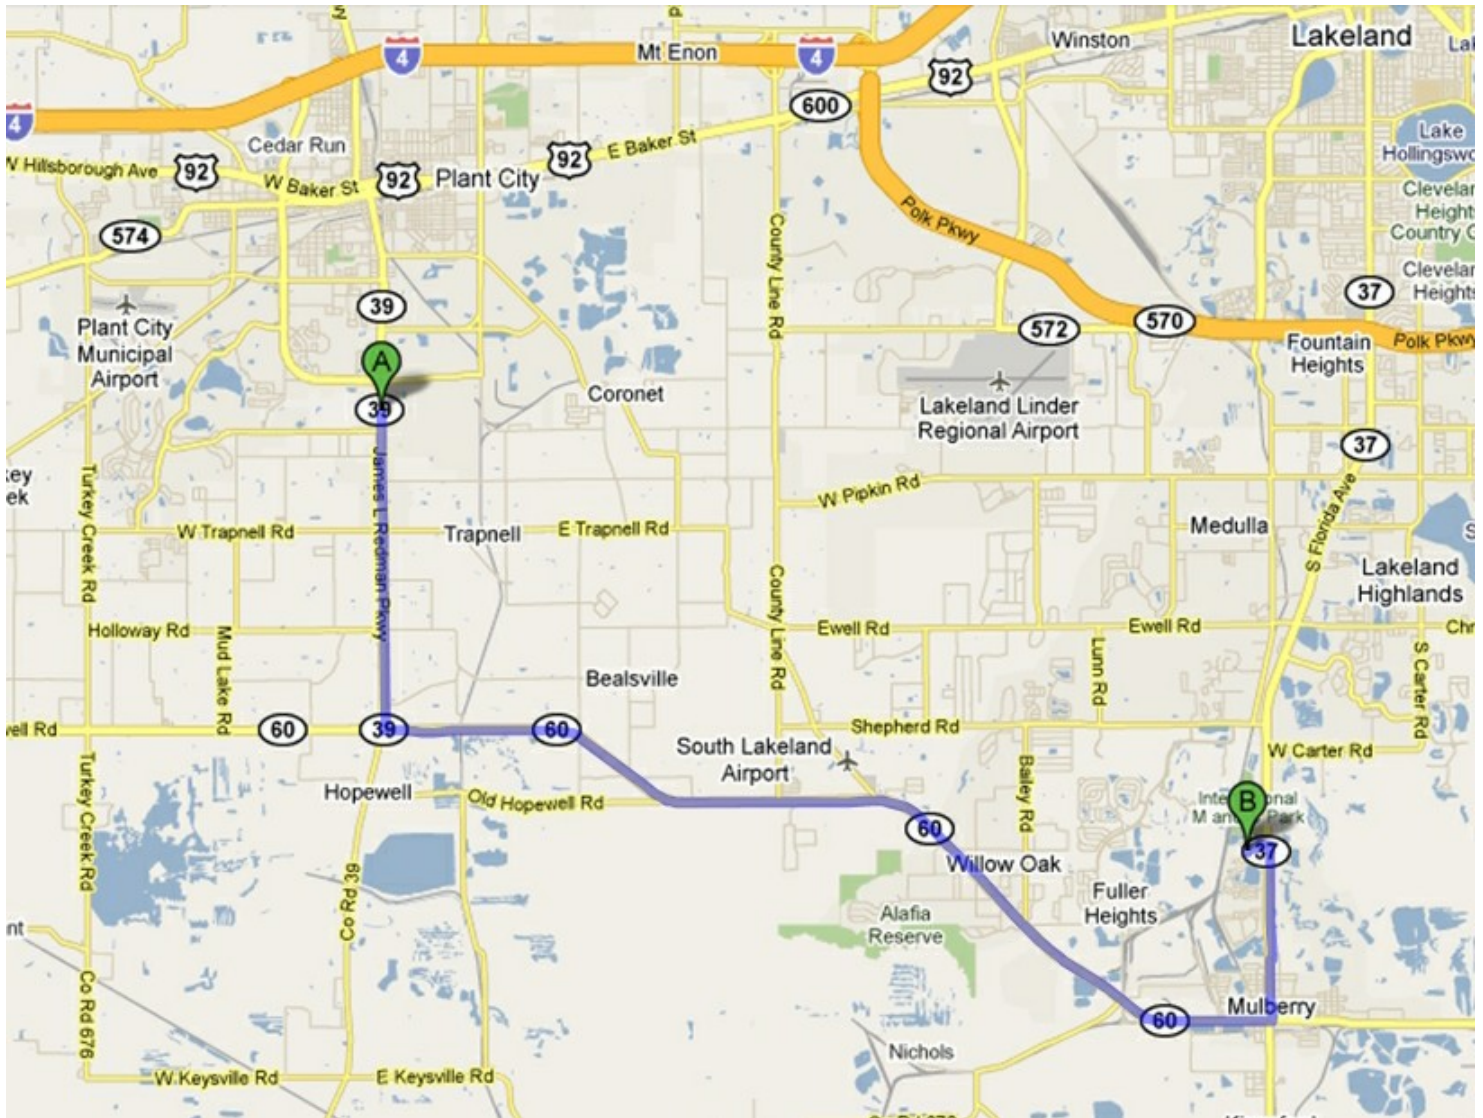 Lakeland
Winston
Mt Enon
4
4
4
92
600
E Baker St
92
Cedar Run
W Hillsborough Ave
92
W Baker St
92
Plant City
574
Lake
Polk Pkwy
County Line Rd
39
37
Plant City
Municipal
Airport
572
570
Fountain
Heights
Polk Pkwy
A
39
Coronet
Lakeland Linder
Regional Airport
37
James L Redman Pkwy
Turkey Creek Rd
W Pipkin Rd
S Florida Ave
W Trapnell Rd
Trapnell
E Trapnell Rd
Medulla
Lakeland
Highlands
County Line Rd
Holloway Rd
Mud Lake Rd
Ewell Rd
Ewell Rd
Lunn Rd
S Carter Rd
Bealsville
60
39
60
Shepherd Rd
South Lakeland
Airport
W Carter Rd
Turkey Creek Rd
Hopewell
Old Hopewell Rd
Bailey Rd
B
60
37
Willow Oak
Fuller
Heights
Co Rd 39
Alafia
Reserve
Co Rd 676
Mulberry
60
Nichols
W Keysville Rd
E Keysville Rd